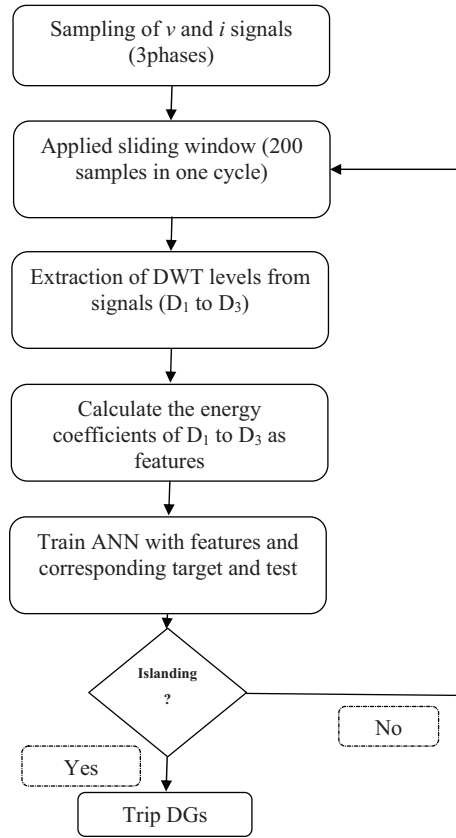 Sampling of v and i signals
(3phases)
Applied sliding window (200
samples in one cycle)
Extraction of DWT levels from
signals (D₁ to D₃)
Calculate the energy
coefficients of D₁ to D₃ as
features
Train ANN with features and
corresponding target and test
Islanding
?
No
Yes
Trip DGs